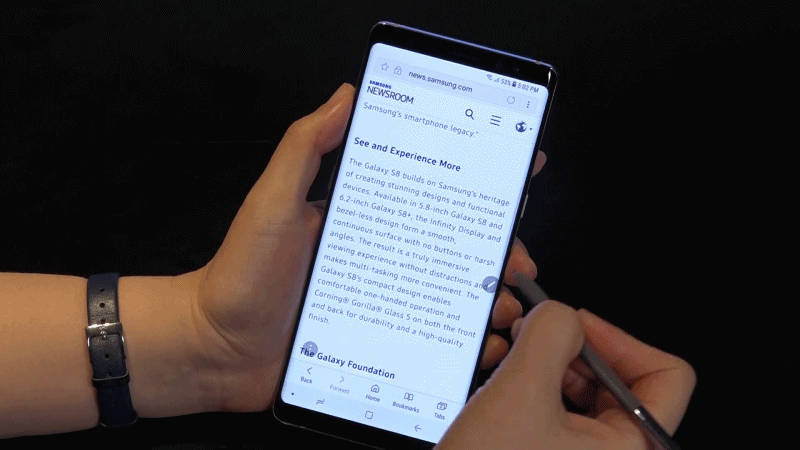 53% 5:02 PM
news.samsung.com
SAMSUNG
NEWSROOM
Samsung's smartphone legacy."
See and Experience More
The Galaxy S8 builds on Samsung's heritage
of creating stunning designs and functional
devices. Available in 5.8-inch Galaxy S8 and
6.2-inch Galaxy S8+, the Infinity Display and
bezel-less design form a smooth,
continuous surface with no buttons or harsh
angles. The result is a truly immersive
viewing experience without distractions and
makes multi-tasking more convenient. The
Galaxy S8's compact design enables
comfortable one-handed operation and
Corning® Gorilla® Glass 5 on both the front
and back for durability and a high-quality
finish.
The Galaxy Foundation
Back Forward Home Bookmarks Tabs